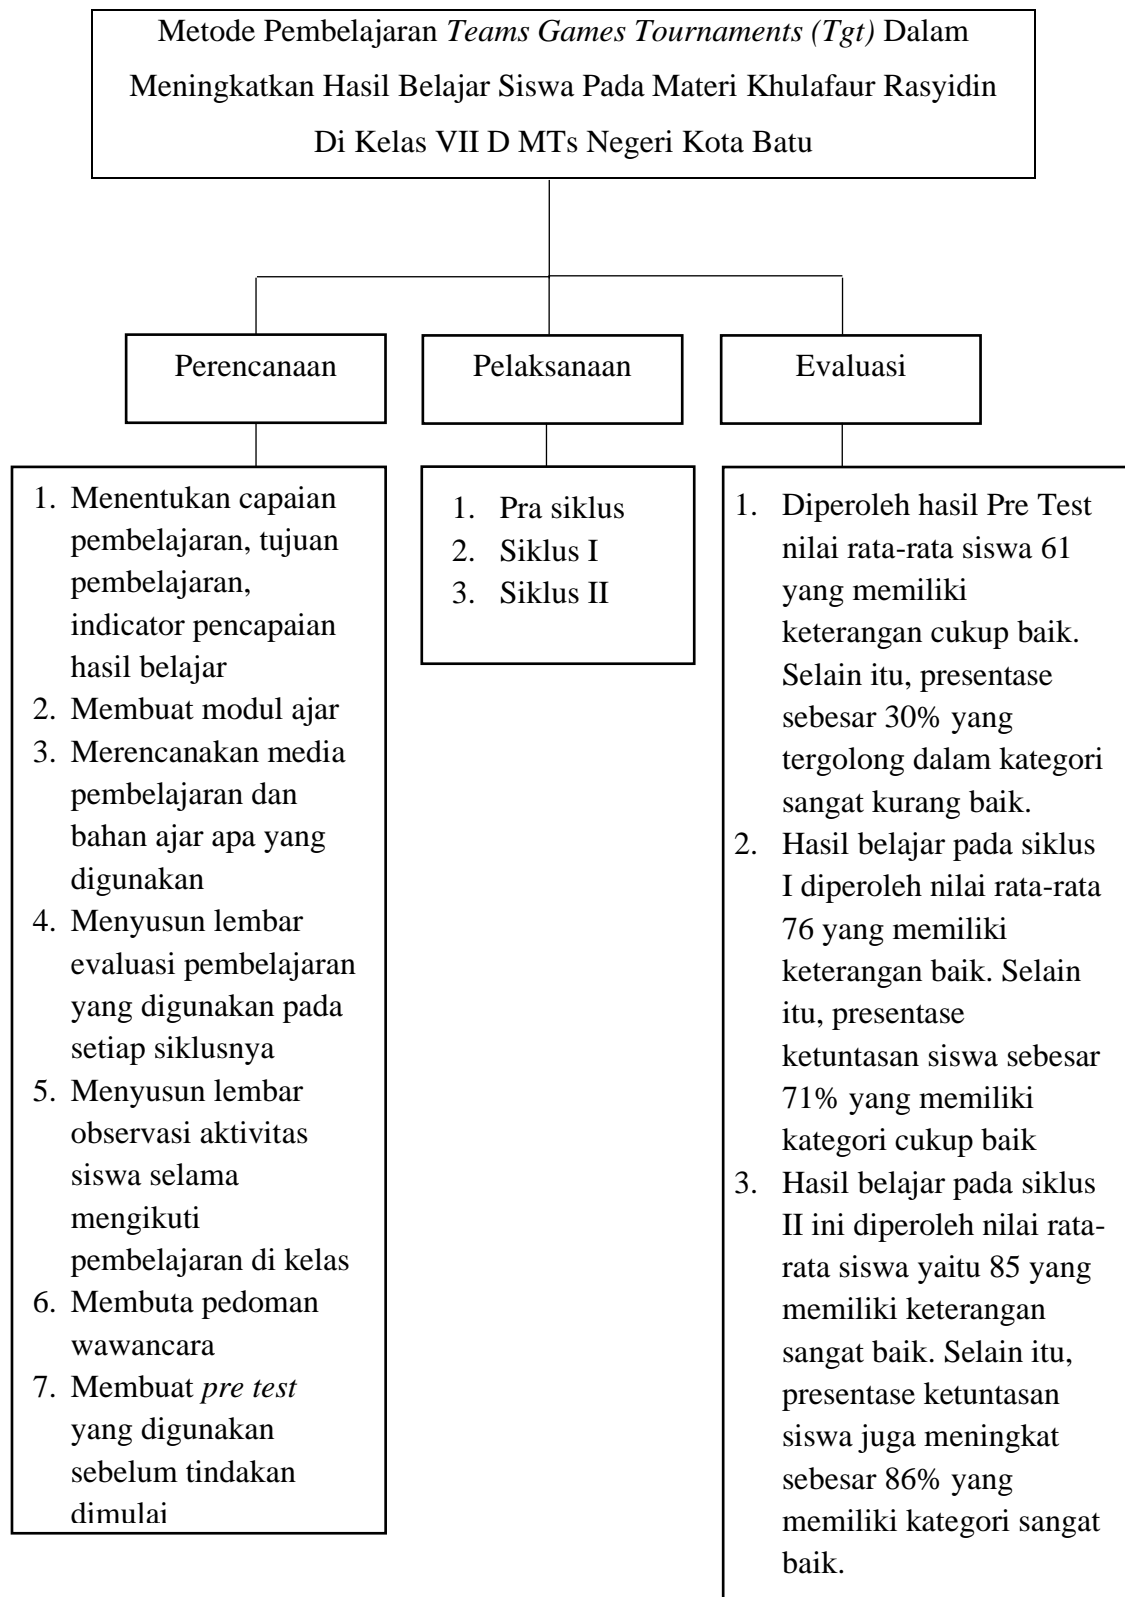 Metode Pembelajaran Teams Games Tournaments (Tgt) Dalam
Meningkatkan Hasil Belajar Siswa Pada Materi Khulafaur Rasyidin
Di Kelas VII D MTs Negeri Kota Batu
Perencanaan
Pelaksanaan
Evaluasi
1. Menentukan capaian
pembelajaran, tujuan
pembelajaran,
indicator pencapaian
hasil belajar
2. Membuat modul ajar
3. Merencanakan media
pembelajaran dan
bahan ajar apa yang
digunakan
4. Menyusun lembar
evaluasi pembelajaran
yang digunakan pada
setiap siklusnya
5. Menyusun lembar
observasi aktivitas
siswa selama
mengikuti
pembelajaran di kelas
6. Membuta pedoman
wawancara
7. Membuat pre test
yang digunakan
sebelum tindakan
dimulai
1. Pra siklus
2. Siklus I
3. Siklus II
1. Diperoleh hasil Pre Test
nilai rata-rata siswa 61
yang memiliki
keterangan cukup baik.
Selain itu, presentase
sebesar 30% yang
tergolong dalam kategori
sangat kurang baik.
2. Hasil belajar pada siklus
I diperoleh nilai rata-rata
76 yang memiliki
keterangan baik. Selain
itu, presentase
ketuntasan siswa sebesar
71% yang memiliki
kategori cukup baik
3. Hasil belajar pada siklus
II ini diperoleh nilai rata-
rata siswa yaitu 85 yang
memiliki keterangan
sangat baik. Selain itu,
presentase ketuntasan
siswa juga meningkat
sebesar 86% yang
memiliki kategori sangat
baik.